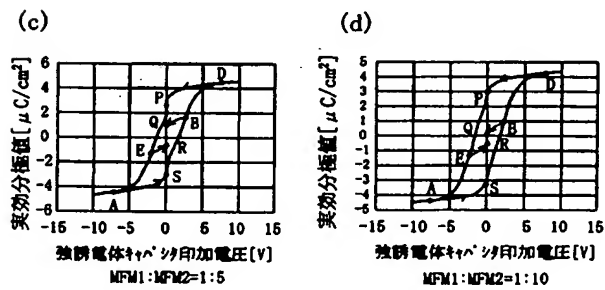 (c)
実効分極値[μC/cm²]
6
4
2
0
-2
-4
-6
-15 -10 -5 0 5 10 15
P
D
Q
B
E
R
S
A
強誘電体キャパシタ印加電圧[V]
MFM1:MFM2=1:5
(d)
実効分極値[μC/cm²]
5
4
3
2
1
0
-1
-2
-3
-4
-5
-15 -10 -5 0 5 10 15
P
D
Q
B
E
R
A
S
強誘電体キャパシタ印加電圧[V]
MFM1:MFM2=1:10